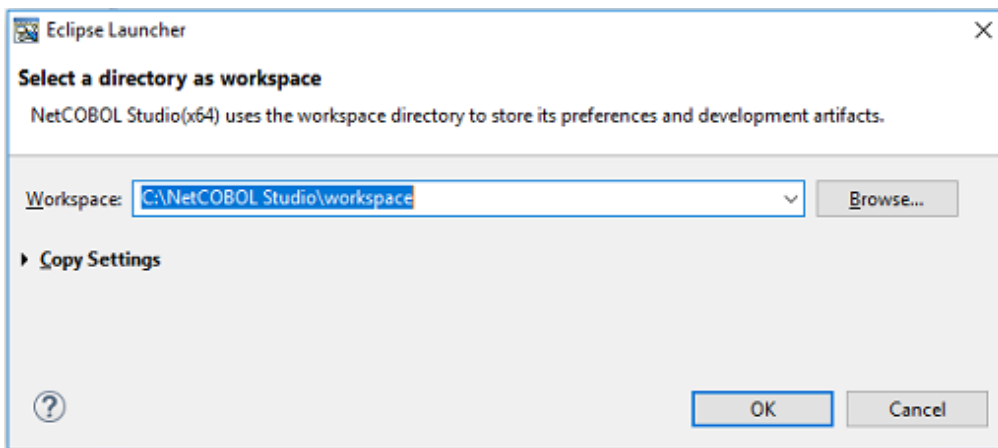 Eclipse Launcher
Select a directory as workspace
NetCOBOL Studio(x64) uses the workspace directory to store its preferences and development artifacts.
Workspace: C:\NetCOBOL Studio\workspace Browse...
Copy Settings
? OK Cancel